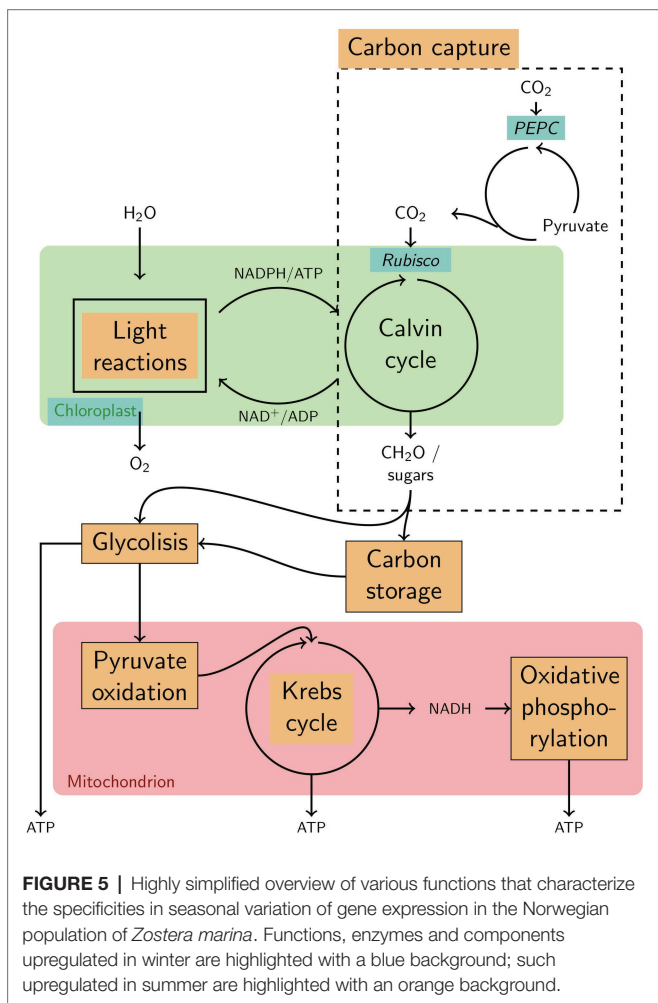 Carbon capture
CO₂
PEPC
Pyruvate
H₂O
CO₂
Rubisco
NADPH/ATP
Light
reactions
Calvin
cycle
NAD⁺/ADP
Chloroplast
O₂
CH₂O /
sugars
Glycolisis
Carbon
storage
Pyruvate
oxidation
Krebs
cycle
NADH
Oxidative
phospho-
rylation
Mitochondrion
ATP
ATP
ATP
FIGURE 5 | Highly simplified overview of various functions that characterize
the specificities in seasonal variation of gene expression in the Norwegian
population of Zostera marina. Functions, enzymes and components
upregulated in winter are highlighted with a blue background; such
upregulated in summer are highlighted with an orange background.